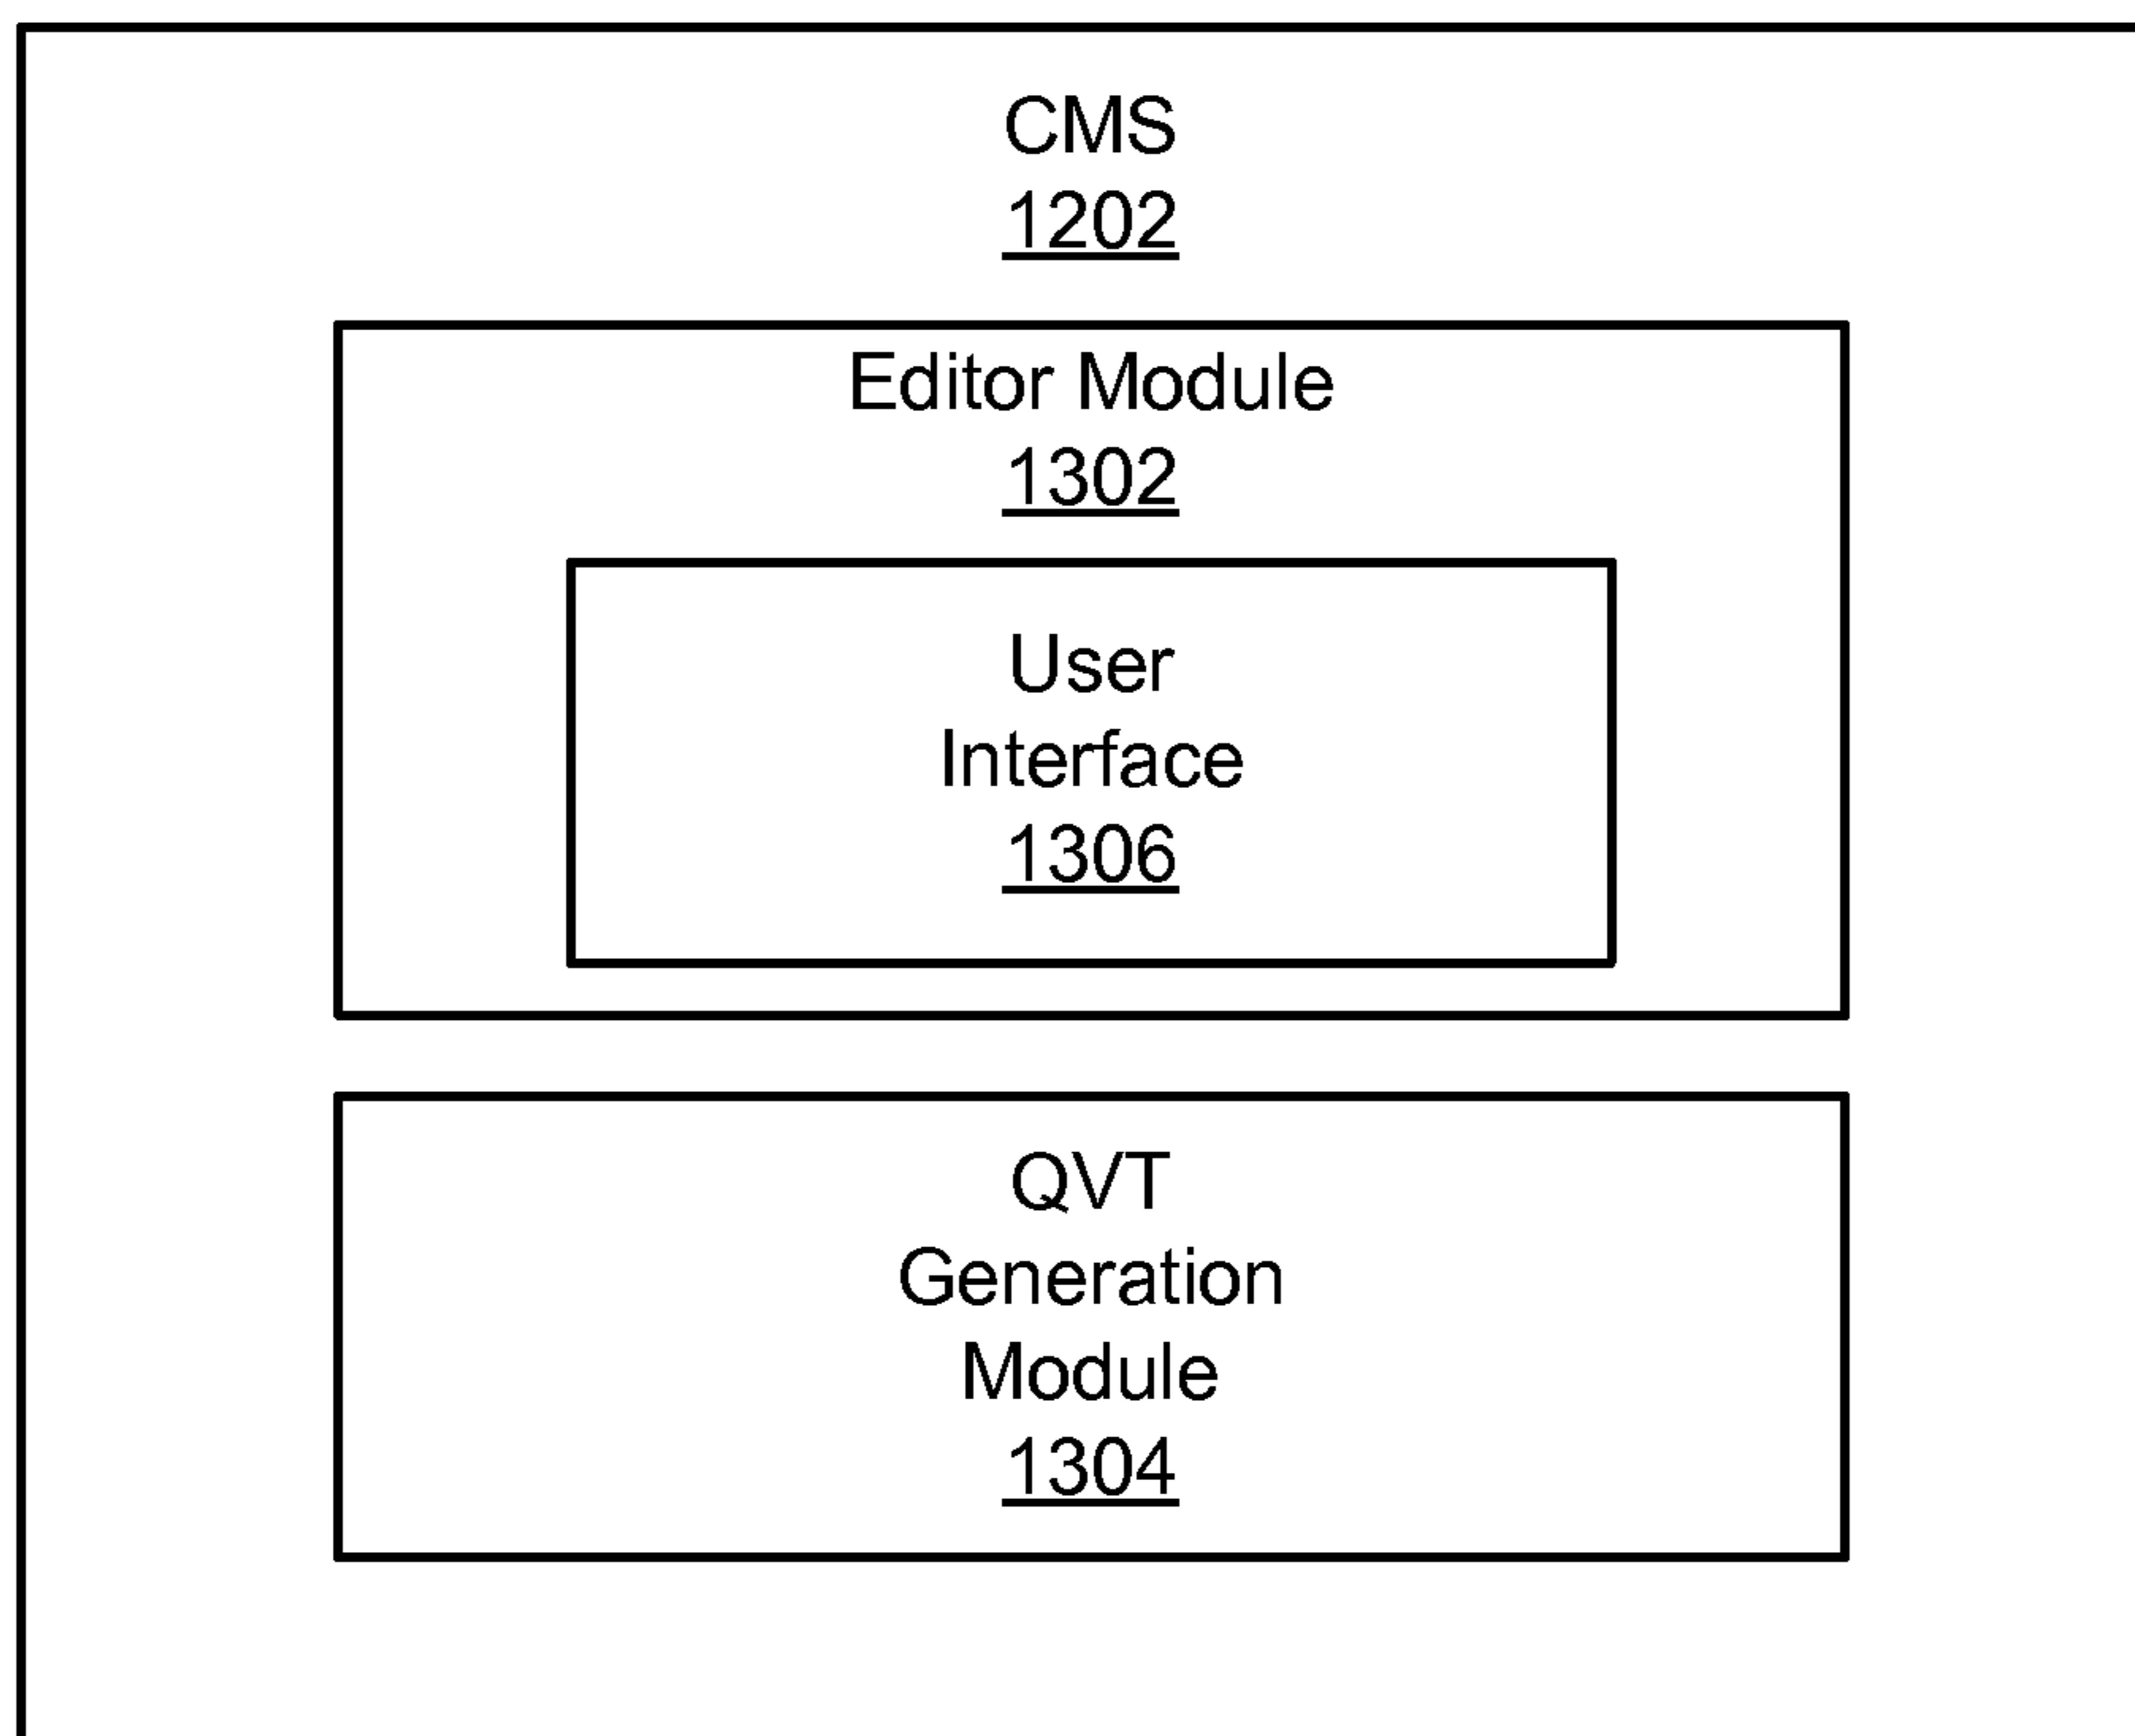 CMS
1202
Editor Module
1302
User
Interface
1306
QVT
Generation
Module
1304